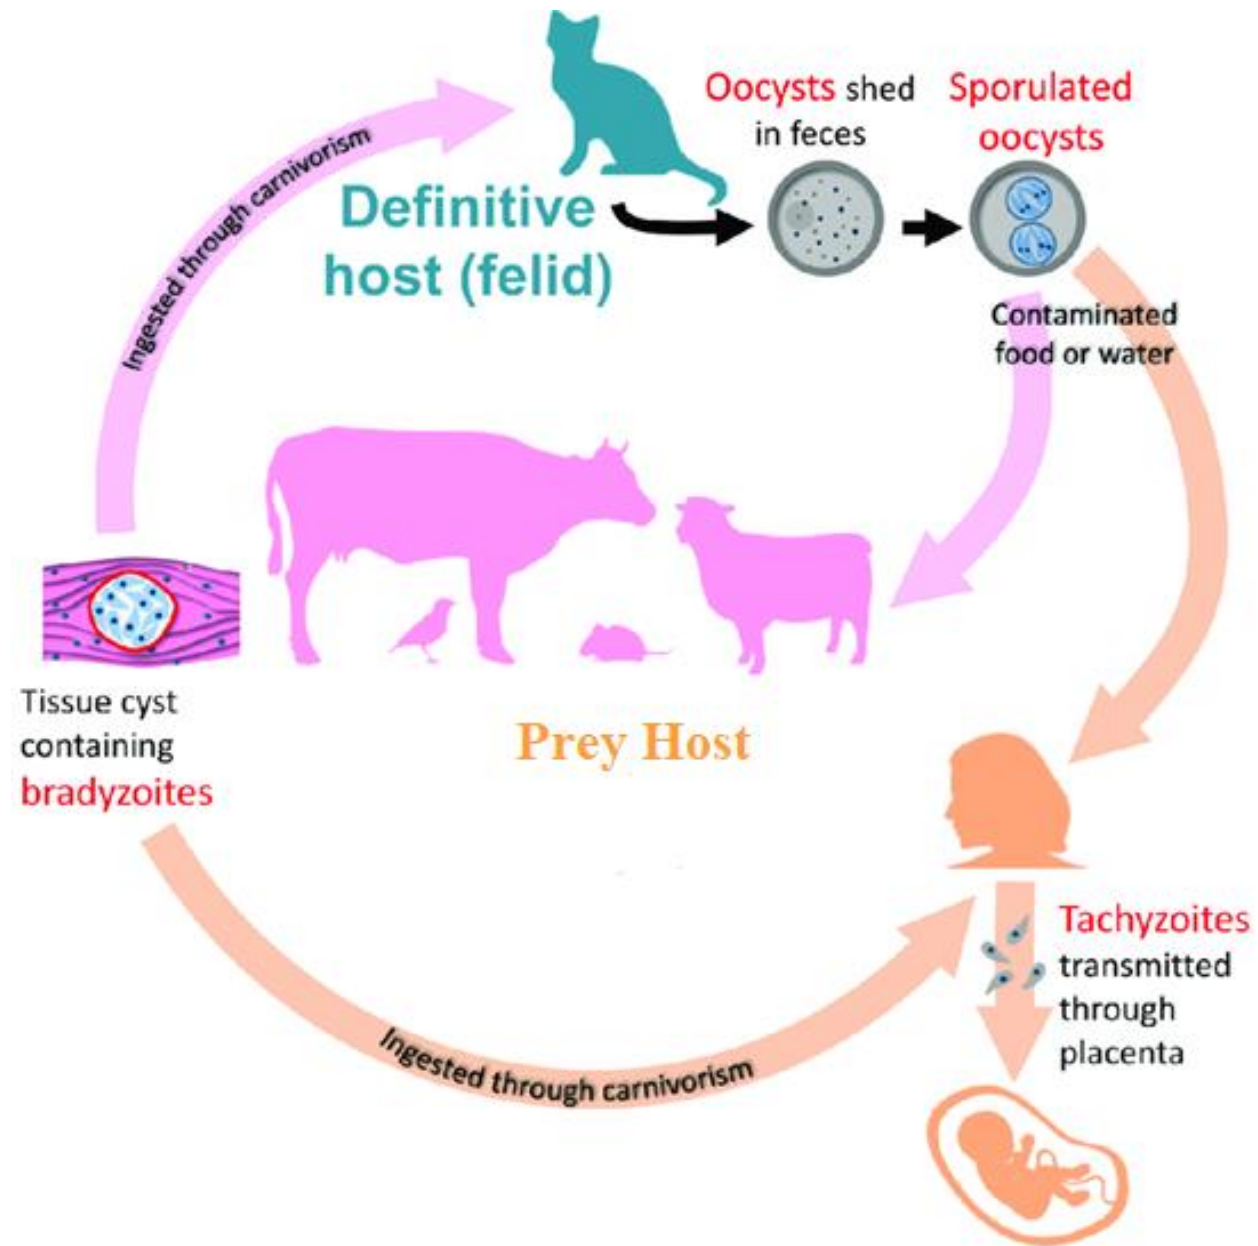 Oocysts shed
in feces
Sporulated
oocysts
Ingested through carnivorism
Definitive
host (felid)
Contaminated
food or water
Tissue cyst
containing
bradyzoites
Prey Host
Tachyzoites
transmitted
through
placenta
Ingested through carnivorism